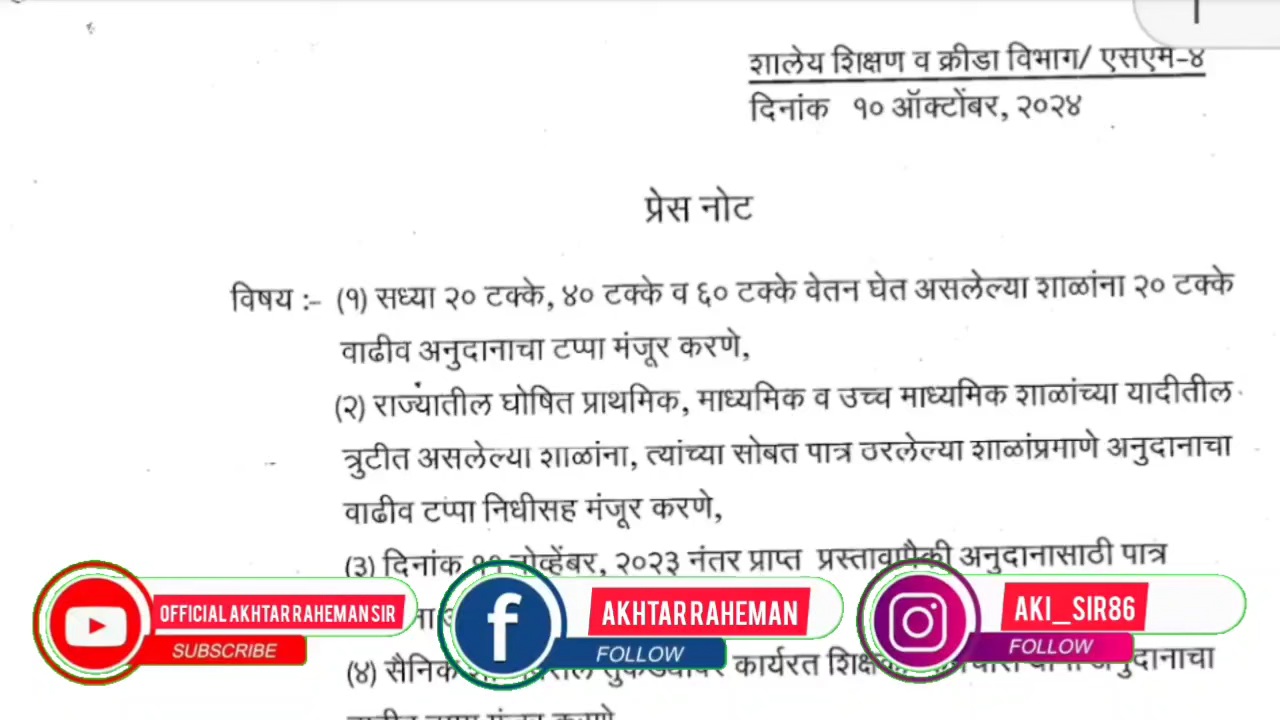 शालेय शिक्षण व क्रीडा विभाग/ एसएम-४
दिनांक १० ऑक्टोंबर, २०२४
प्रेस नोट
विषय :- (१) सध्या २० टक्के, ४० टक्के व ६० टक्के वेतन घेत असलेल्या शाळांना २० टक्के
वाढीव अनुदानाचा टप्पा मंजूर करणे,
(२) राज्यातील घोषित प्राथमिक, माध्यमिक व उच्च माध्यमिक शाळांच्या यादीतील
त्रुटीत असलेल्या शाळांना, त्यांच्या सोबत पात्र ठरलेल्या शाळांप्रमाणे अनुदानाचा
वाढीव टप्पा निधीसह मंजूर करणे,
(३) दिनांक नोव्हेंबर, २०२३ नंतर प्राप्त प्रस्तावापैकी अनुदानासाठी पात्र
(४) सैनिक कार्यरत अनुदानाचा
OFFICIAL AKHTAR RAHEMAN SIR
SUBSCRIBE
AKHTAR RAHEMAN
FOLLOW
AKI_SIR86
FOLLOW